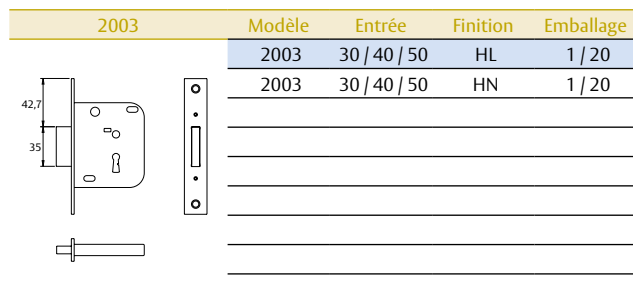 2003 Modèle Entrée Finition Emballage
2003 30 / 40 / 50 HL 1 / 20
2003 30 / 40 / 50 HN 1 / 20
42,7
35